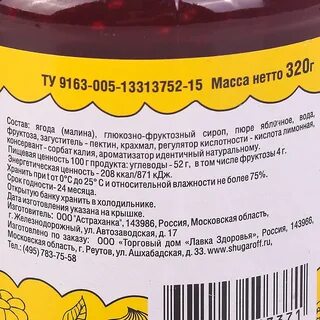 ТУ 9163-005-13313752-15 Масса нетто 320г
Состав: ягода (малина), глюкозно-фруктозный сироп, пюре яблочное, вода,
фруктоза, загуститель - пектин, крахмал, регулятор кислотности - кислота лимонная,
консервант - сорбат калия, ароматизатор идентичный натуральному.
Пищевая ценность 100 г продукта: углеводы - 52 г, в том числе фруктозы 4 г.
Энергетическая ценность - 208 ккал/871 кДж.
Хранить при t от 0°С до 25° С и относительной влажности не более 75%.
Срок годности - 24 месяца.
После вскрытия банку хранить в холодильнике.
Дата изготовления указана на крышке.
Изготовитель: ООО "Астраханка", 143986, Россия, Московская область,
г. Железнодорожный, ул. Автозаводская, д. 17
ООО "Торговый дом «Лавка Здоровья», 143966, Россия,
Московская область, г. Реутов, ул. Ашхабадская, д. 33. www.shugaroff.ru
Тел.: (495) 783-75-58